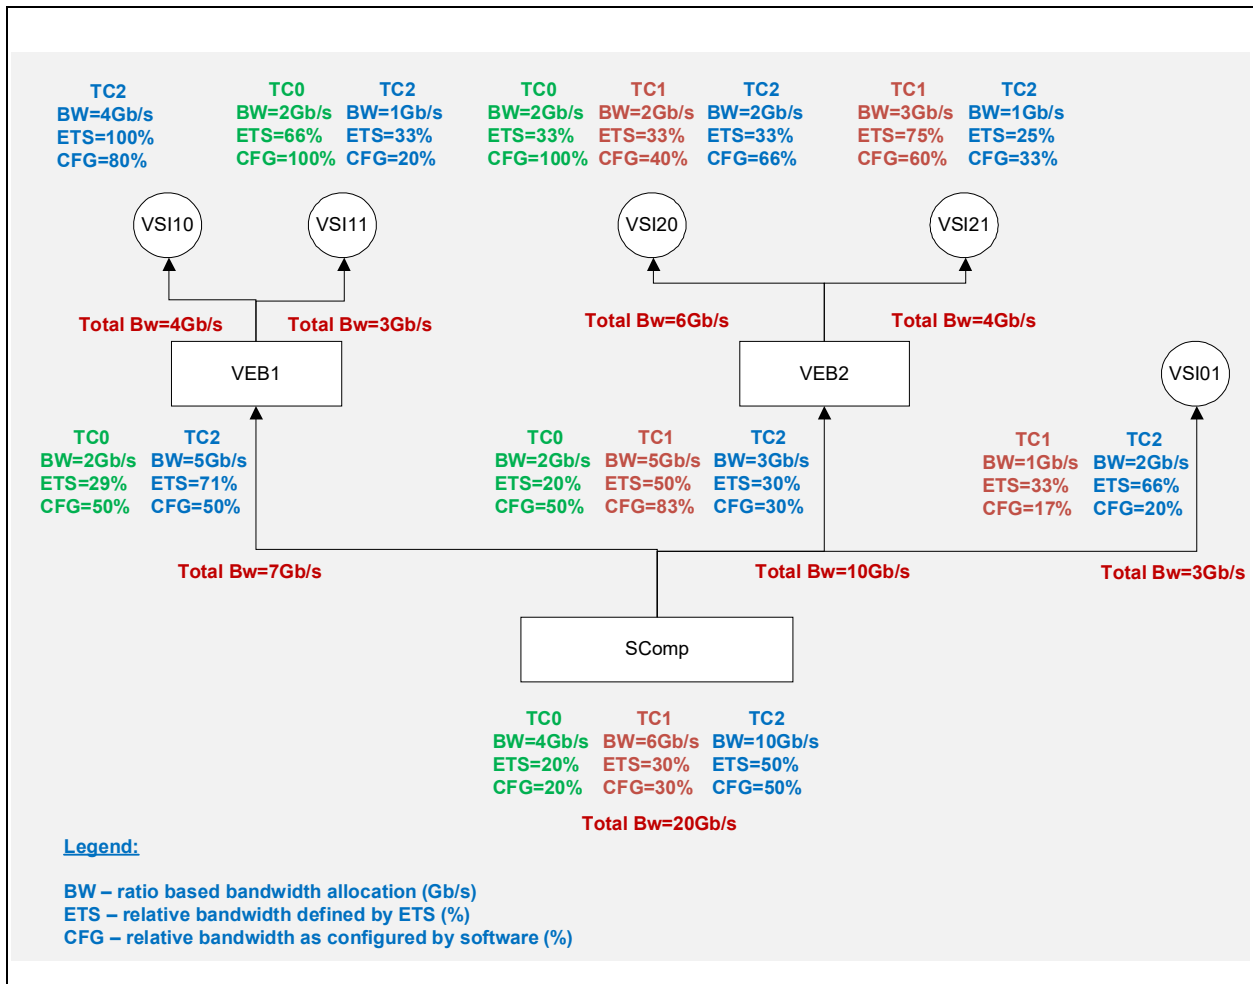 TC2
BW=4Gb/s
ETS=100%
CFG=80%
TC0
BW=2Gb/s
ETS=66%
CFG=100%
TC2
BW=1Gb/s
ETS=33%
CFG=20%
TC0
BW=2Gb/s
ETS=33%
CFG=100%
TC1
BW=2Gb/s
ETS=33%
CFG=40%
TC2
BW=2Gb/s
ETS=33%
CFG=66%
TC1
BW=3Gb/s
ETS=75%
CFG=60%
TC2
BW=1Gb/s
ETS=25%
CFG=33%
VSI10
VSI11
VSI20
VSI21
Total Bw=4Gb/s
Total Bw=3Gb/s
Total Bw=6Gb/s
Total Bw=4Gb/s
VEB1
VEB2
VSI01
TC0
BW=2Gb/s
ETS=29%
CFG=50%
TC2
BW=5Gb/s
ETS=71%
CFG=50%
TC0
BW=2Gb/s
ETS=20%
CFG=50%
TC1
BW=5Gb/s
ETS=50%
CFG=83%
TC2
BW=3Gb/s
ETS=30%
CFG=30%
TC1
BW=1Gb/s
ETS=33%
CFG=17%
TC2
BW=2Gb/s
ETS=66%
CFG=20%
Total Bw=7Gb/s
Total Bw=10Gb/s
Total Bw=3Gb/s
SComp
TC0
BW=4Gb/s
ETS=20%
CFG=20%
TC1
BW=6Gb/s
ETS=30%
CFG=30%
TC2
BW=10Gb/s
ETS=50%
CFG=50%
Total Bw=20Gb/s
Legend:
BW – ratio based bandwidth allocation (Gb/s)
ETS – relative bandwidth defined by ETS (%)
CFG – relative bandwidth as configured by software (%)